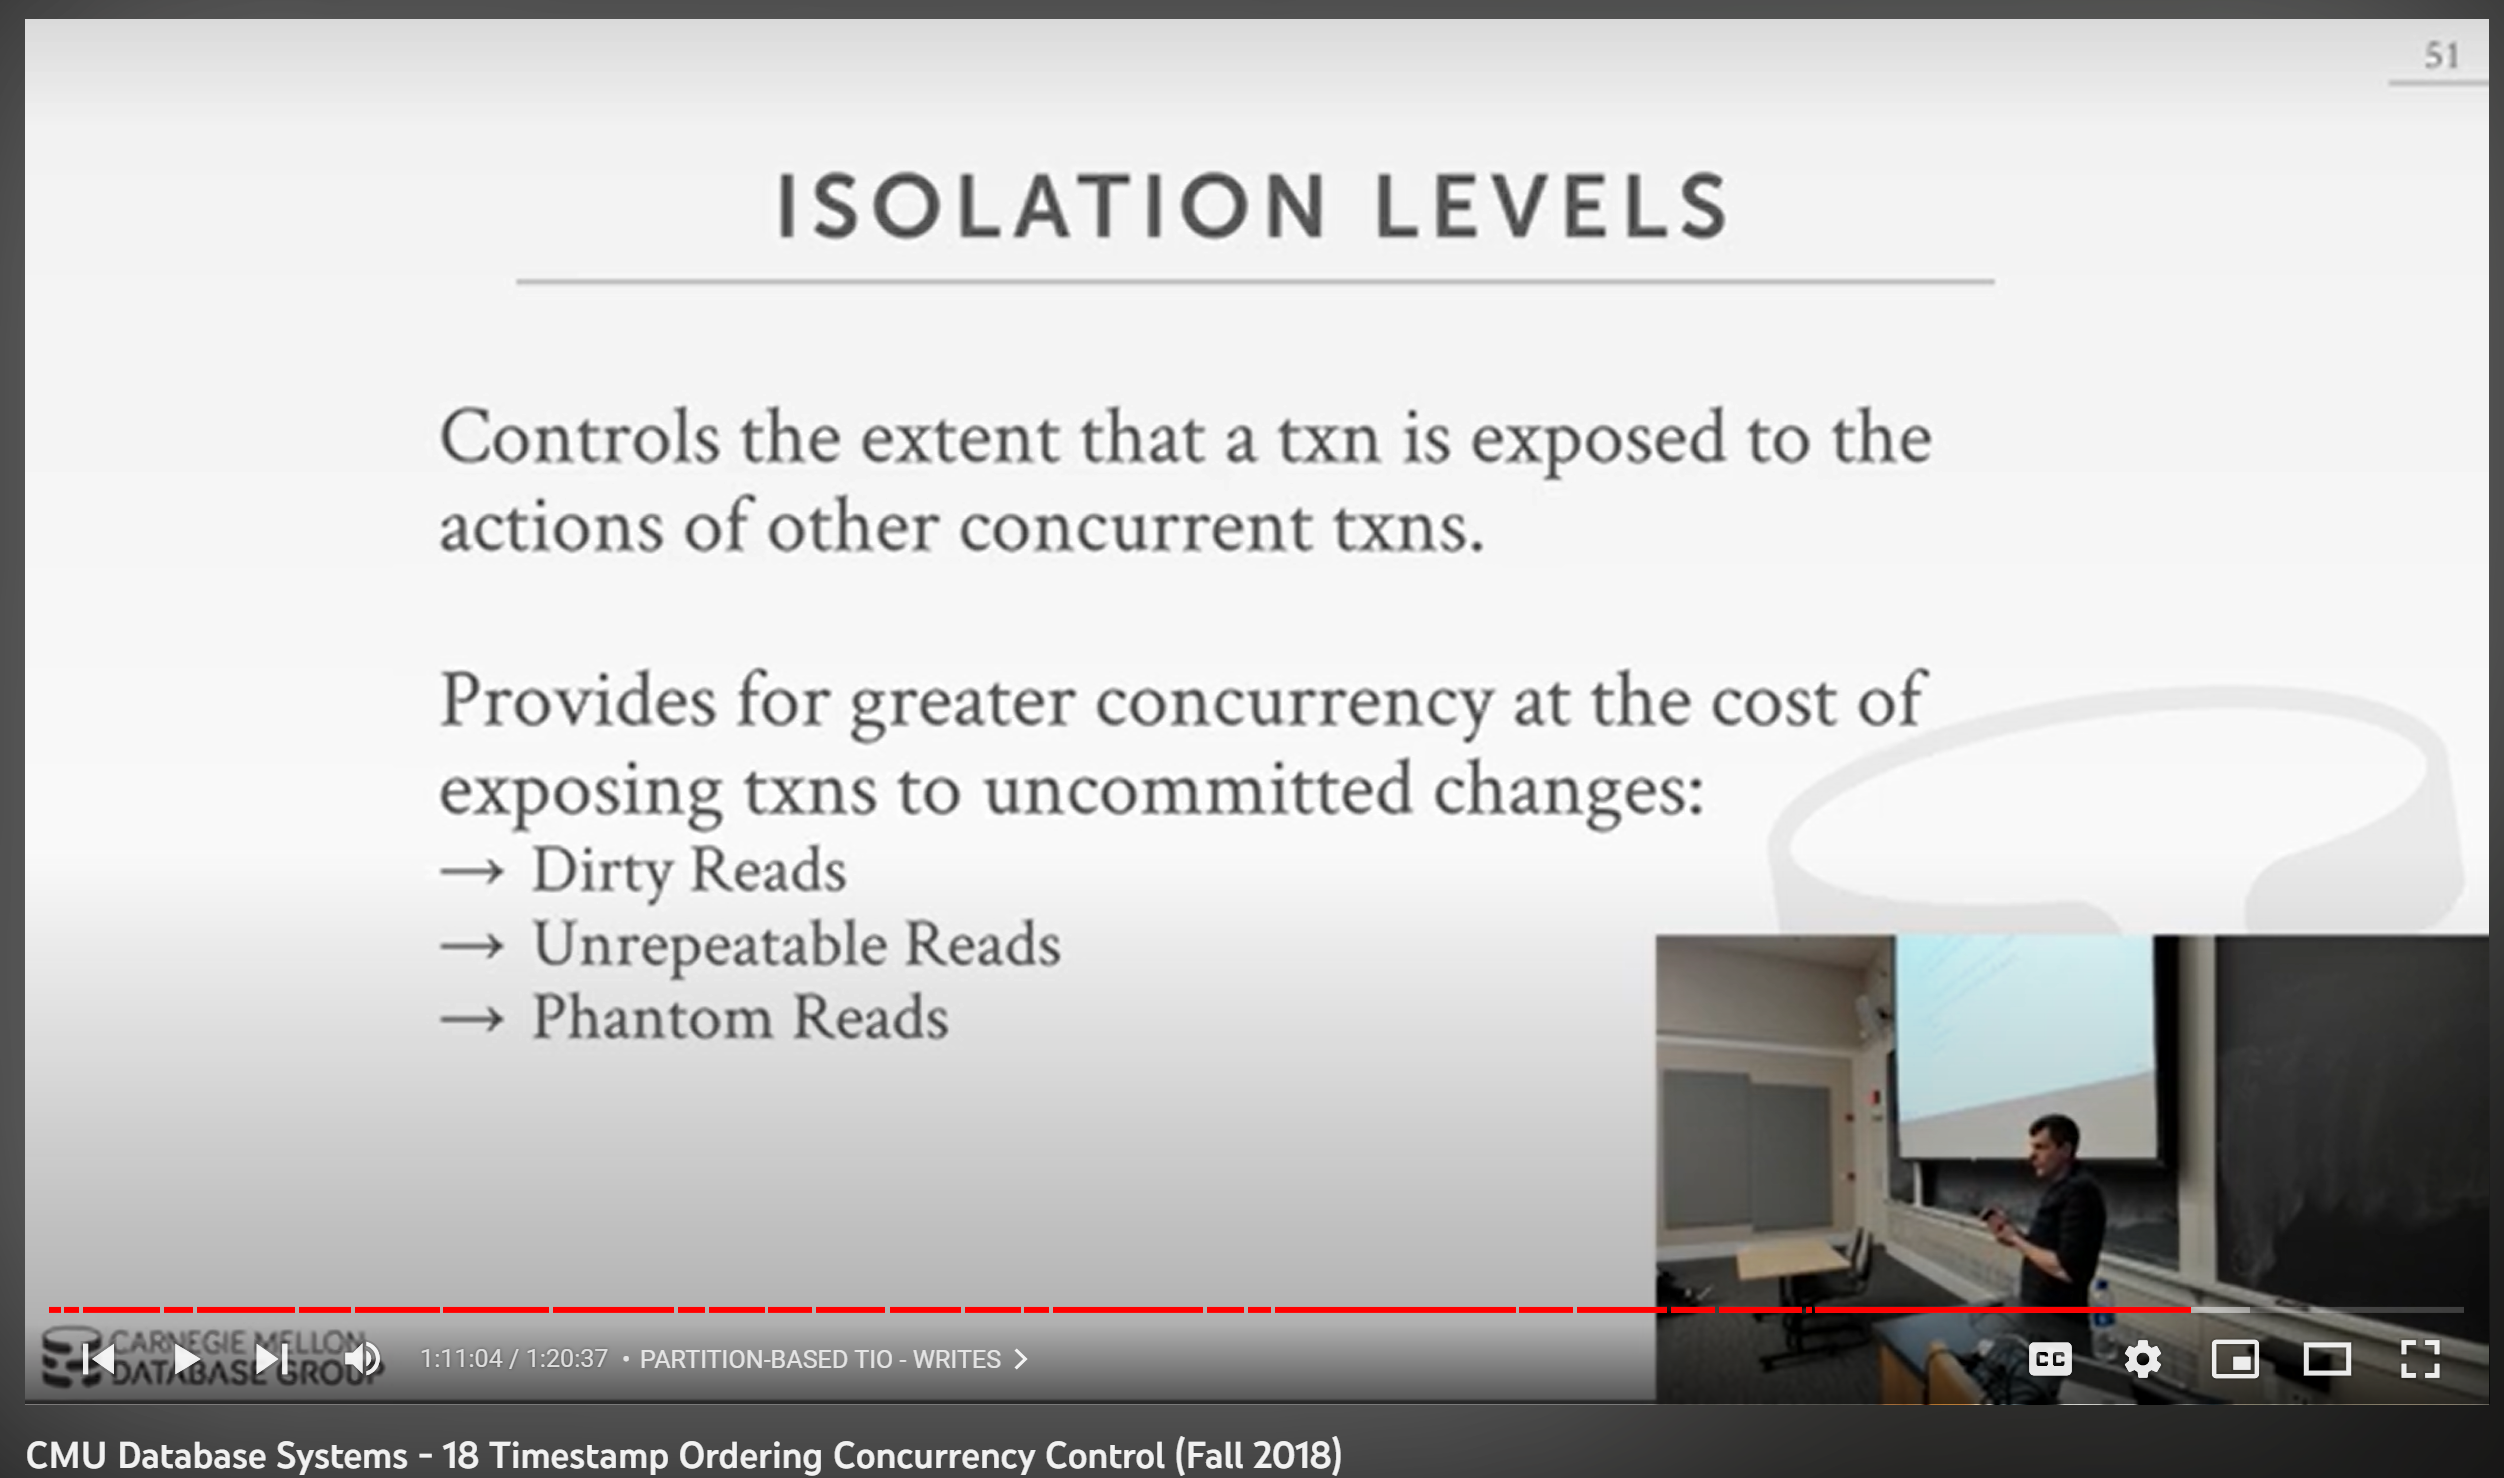 51
ISOLATION LEVELS
Controls the extent that a txn is exposed to the
actions of other concurrent txns.
Provides for greater concurrency at the cost of
exposing txns to uncommitted changes:
→ Dirty Reads
→ Unrepeatable Reads
→ Phantom Reads
CARNEGIE MELLON
DATABASE GROUP
1:11:04 / 1:20:37 • PARTITION-BASED TIO - WRITES
CC
CMU Database Systems - 18 Timestamp Ordering Concurrency Control (Fall 2018)